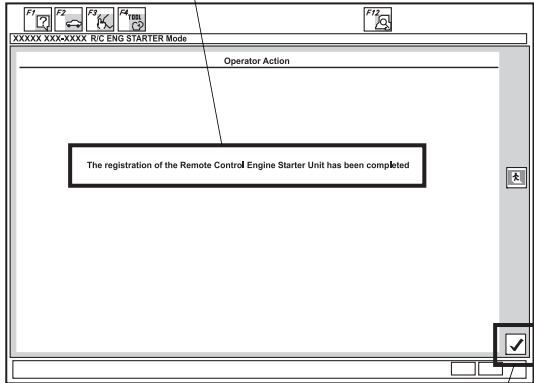 F1 F2 F3 F4 TOOL F12
XXXXX XXX-XXXX R/C ENG STARTER Mode
Operator Action
The registration of the Remote Control Engine Starter Unit has been completed